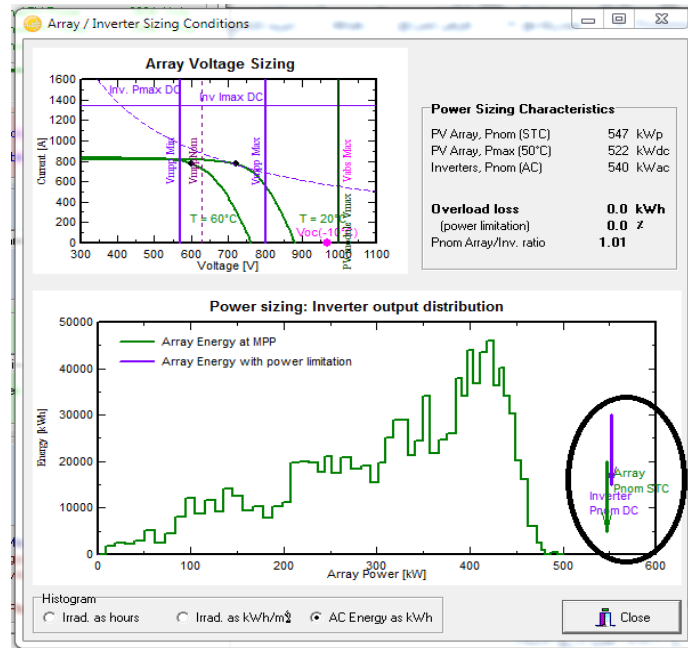 Array / Inverter Sizing Conditions
Array Voltage Sizing
1600
1400
1200
1000
800
600
400
200
0
Current [A]
Inv. Pmax DC
Inv Imax DC
Vmpp Min
Vmpp Max
Vabs Max
T = 60°C
T = 20°C
Voc(-10°C)
300 400 500 600 700 800 900 1000 1100
Voltage [V]
Power Sizing Characteristics
PV Array, Pnom (STC) 547 kWp
PV Array, Pmax (50°C) 522 kWdc
Inverters, Pnom (AC) 540 kWac
Overload loss 0.0 kWh
(power limitation) 0.0 %
Pnom Array/Inv. ratio 1.01
Power sizing: Inverter output distribution
50000
40000
30000
20000
10000
0
Energy [kWh]
Array Energy at MPP
Array Energy with power limitation
Array
Pnom STC
Inverter
Pnom DC
0 100 200 300 400 500 600
Array Power [kW]
Histogram
Irrad. as hours
Irrad. as kWh/m²
AC Energy as kWh
Close